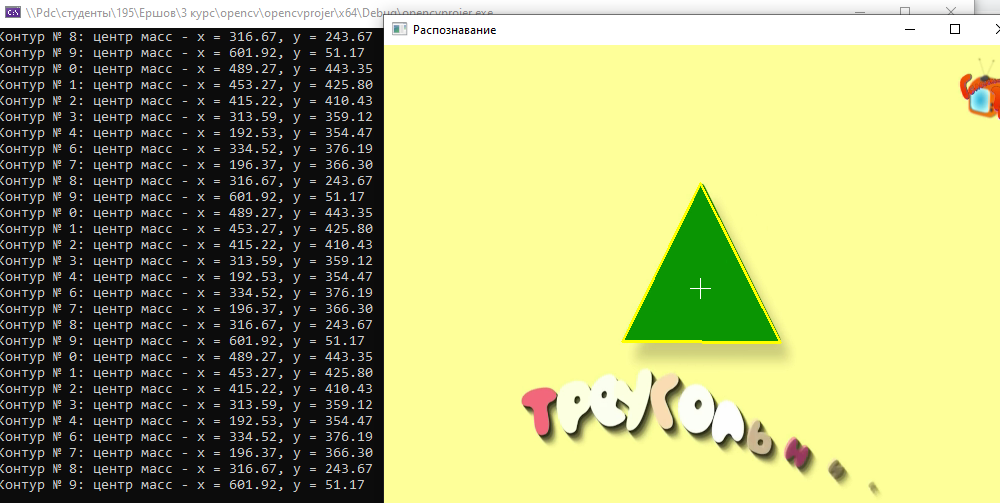 \\Pdc\студенты\195\Ершов\3 курс\opencv\opencvprojer\x64\Debug\opencvprojer.exe
Контур № 8: центр масс - x = 316.67, y = 243.67
Контур № 9: центр масс - x = 601.92, y = 51.17
Контур № 0: центр масс - x = 489.27, y = 443.35
Контур № 1: центр масс - x = 453.27, y = 425.80
Контур № 2: центр масс - x = 415.22, y = 410.43
Контур № 3: центр масс - x = 313.59, y = 359.12
Контур № 4: центр масс - x = 192.53, y = 354.47
Контур № 6: центр масс - x = 334.52, y = 376.19
Контур № 7: центр масс - x = 196.37, y = 366.30
Контур № 8: центр масс - x = 316.67, y = 243.67
Контур № 9: центр масс - x = 601.92, y = 51.17
Контур № 0: центр масс - x = 489.27, y = 443.35
Контур № 1: центр масс - x = 453.27, y = 425.80
Контур № 2: центр масс - x = 415.22, y = 410.43
Контур № 3: центр масс - x = 313.59, y = 359.12
Контур № 4: центр масс - x = 192.53, y = 354.47
Контур № 6: центр масс - x = 334.52, y = 376.19
Контур № 7: центр масс - x = 196.37, y = 366.30
Контур № 8: центр масс - x = 316.67, y = 243.67
Контур № 9: центр масс - x = 601.92, y = 51.17
Контур № 0: центр масс - x = 489.27, y = 443.35
Контур № 1: центр масс - x = 453.27, y = 425.80
Контур № 2: центр масс - x = 415.22, y = 410.43
Контур № 3: центр масс - x = 313.59, y = 359.12
Контур № 4: центр масс - x = 192.53, y = 354.47
Контур № 6: центр масс - x = 334.52, y = 376.19
Контур № 7: центр масс - x = 196.37, y = 366.30
Контур № 8: центр масс - x = 316.67, y = 243.67
Контур № 9: центр масс - x = 601.92, y = 51.17
Распознавание
Треуголь н